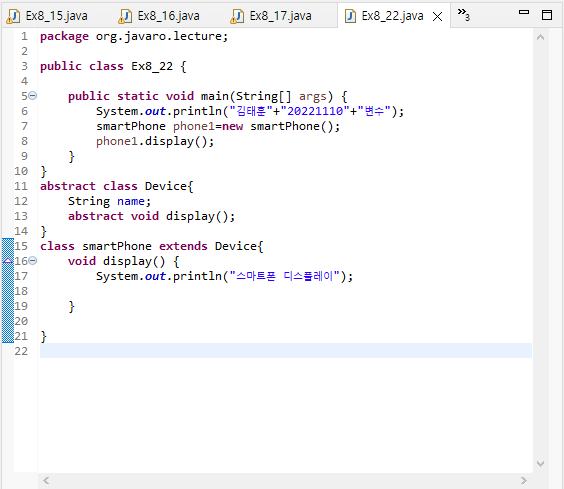 Ex8_15.java Ex8_16.java Ex8_17.java Ex8_22.java 3
1 package org.javaro.lecture;
2
3 public class Ex8_22 {
4
5 public static void main(String[] args) {
6 System.out.println("김태훈"+"20221110"+"변수");
7 smartPhone phone1=new smartPhone();
8 phone1.display();
9 }
10 }
11 abstract class Device{
12 String name;
13 abstract void display();
14 }
15 class smartPhone extends Device{
16 void display() {
17 System.out.println("스마트폰 디스플레이");
18
19 }
20
21 }
22